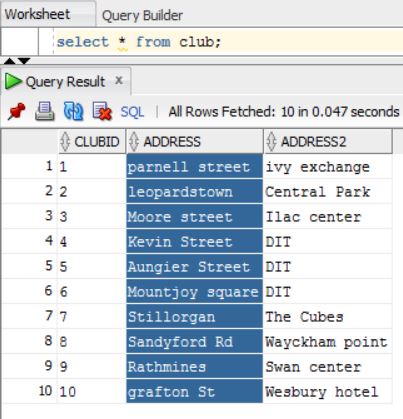 Worksheet Query Builder
select * from club;
Query Result x
SQL | All Rows Fetched: 10 in 0.047 seconds
CLUBID ADDRESS ADDRESS2
1 1 parnell street ivy exchange
2 2 leopardstown Central Park
3 3 Moore street Ilac center
4 4 Kevin Street DIT
5 5 Aungier Street DIT
6 6 Mountjoy square DIT
7 7 Stillorgan The Cubes
8 8 Sandyford Rd Wayckham point
9 9 Rathmines Swan center
10 10 grafton St Wesbury hotel